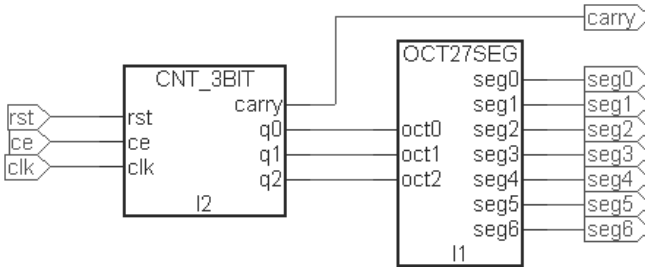 carry
CNT_3BIT
OCT27SEG
rst
ce
clk
rst
ce
clk
carry
q0
q1
q2
I2
oct0
oct1
oct2
seg0
seg1
seg2
seg3
seg4
seg5
seg6
I1
seg0
seg1
seg2
seg3
seg4
seg5
seg6